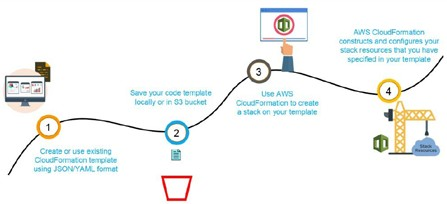 1
Create or use existing
CloudFormation template
using JSON/YAML format
Save your code template
locally or in S3 bucket
2
3
Use AWS
CloudFormation to create
a stack on your template
AWS CloudFormation
constructs and configures your
stack resources that you have
specified in your template
4
Stack
Resources